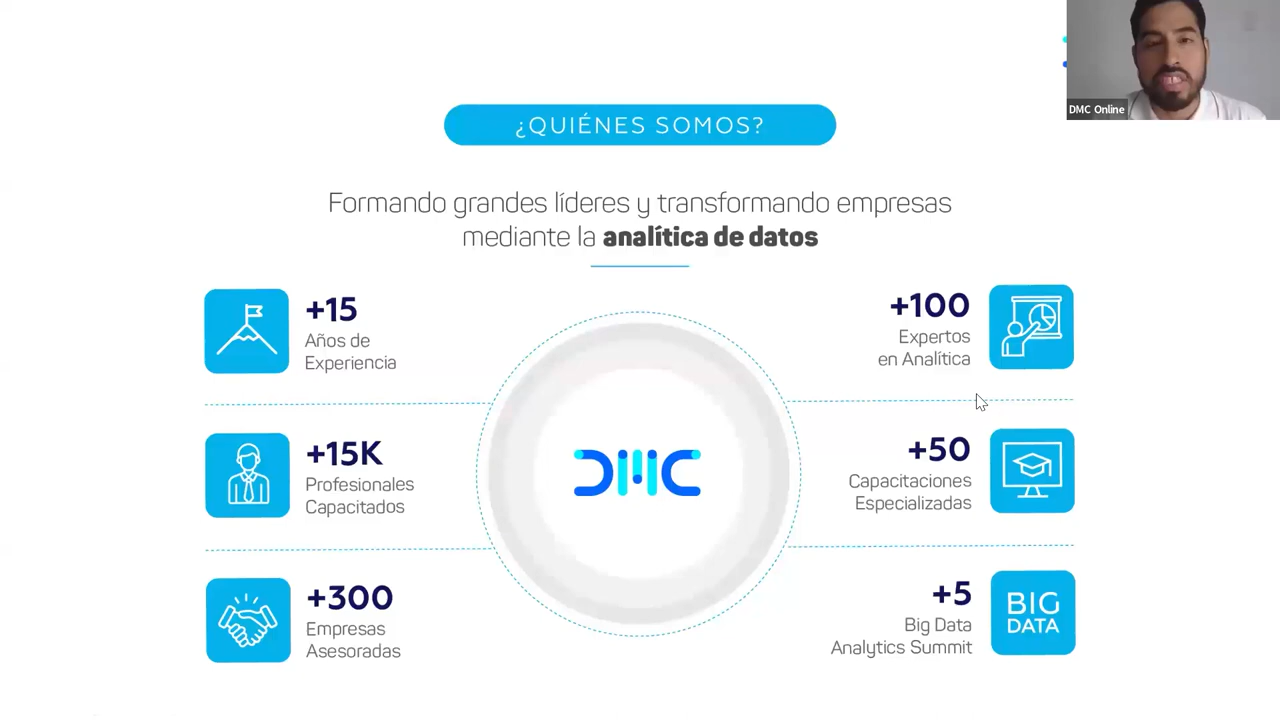 DMC Online
¿QUIÉNES SOMOS?
Formando grandes líderes y transformando empresas
mediante la analítica de datos
+15
Años de
Experiencia
+15K
Profesionales
Capacitados
+300
Empresas
Asesoradas
DMC
+100
Expertos
en Analítica
+50
Capacitaciones
Especializadas
+5
Big Data
Analytics Summit
BIG
DATA